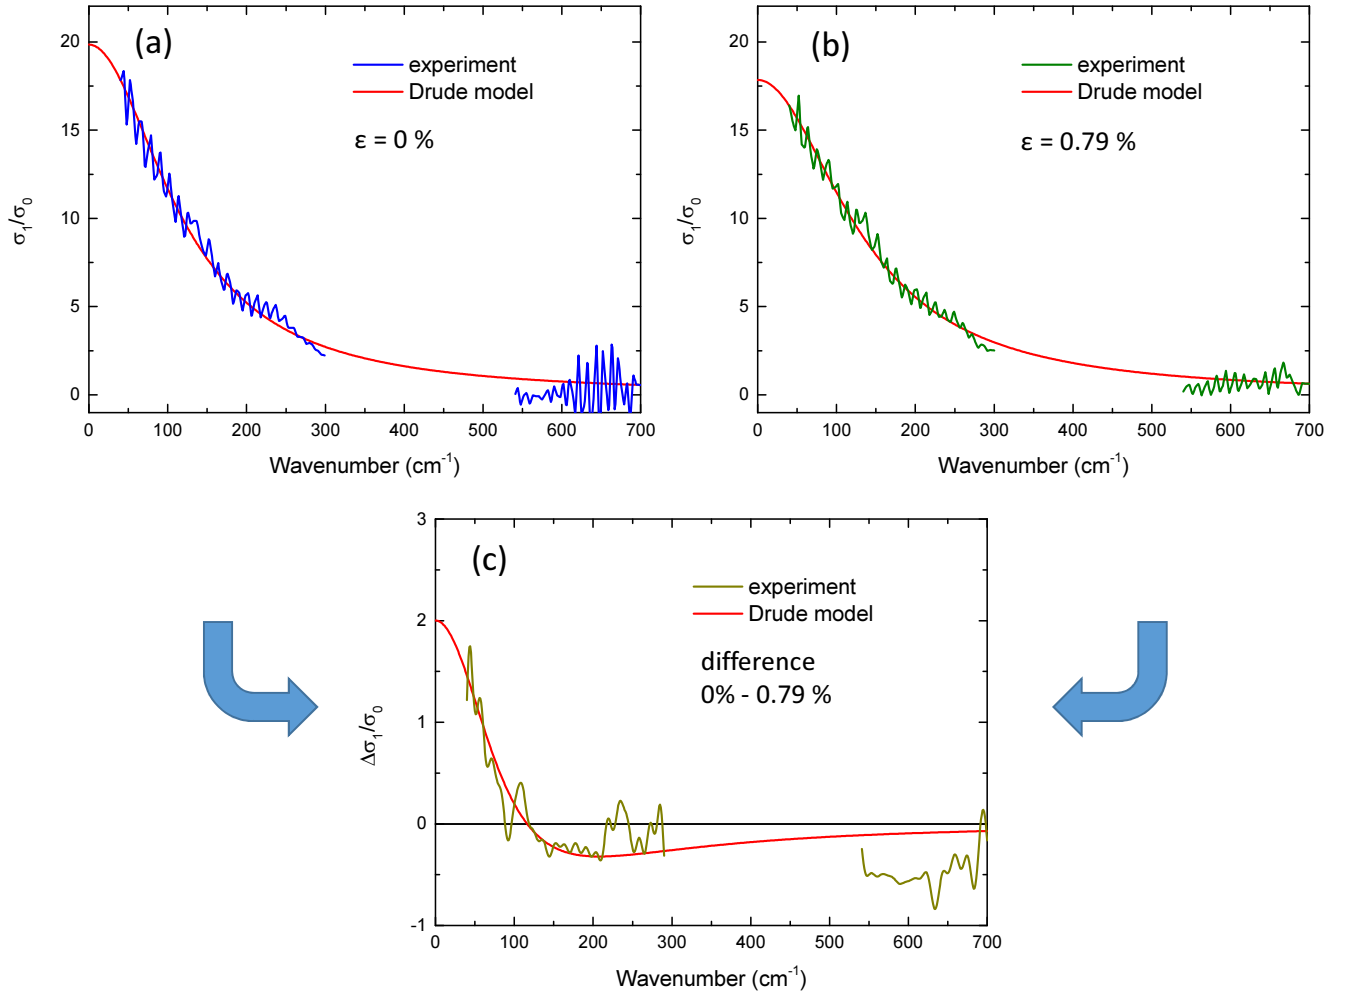 (a)
experiment
Drude model
ε = 0 %
20
15
10
5
0
σ₁/σ₀
0 100 200 300 400 500 600 700
Wavenumber (cm⁻¹)
(b)
experiment
Drude model
ε = 0.79 %
20
15
10
5
0
σ₁/σ₀
0 100 200 300 400 500 600 700
Wavenumber (cm⁻¹)
(c)
experiment
Drude model
difference
0% - 0.79 %
3
2
1
0
-1
Δσ₁/σ₀
0 100 200 300 400 500 600 700
Wavenumber (cm⁻¹)